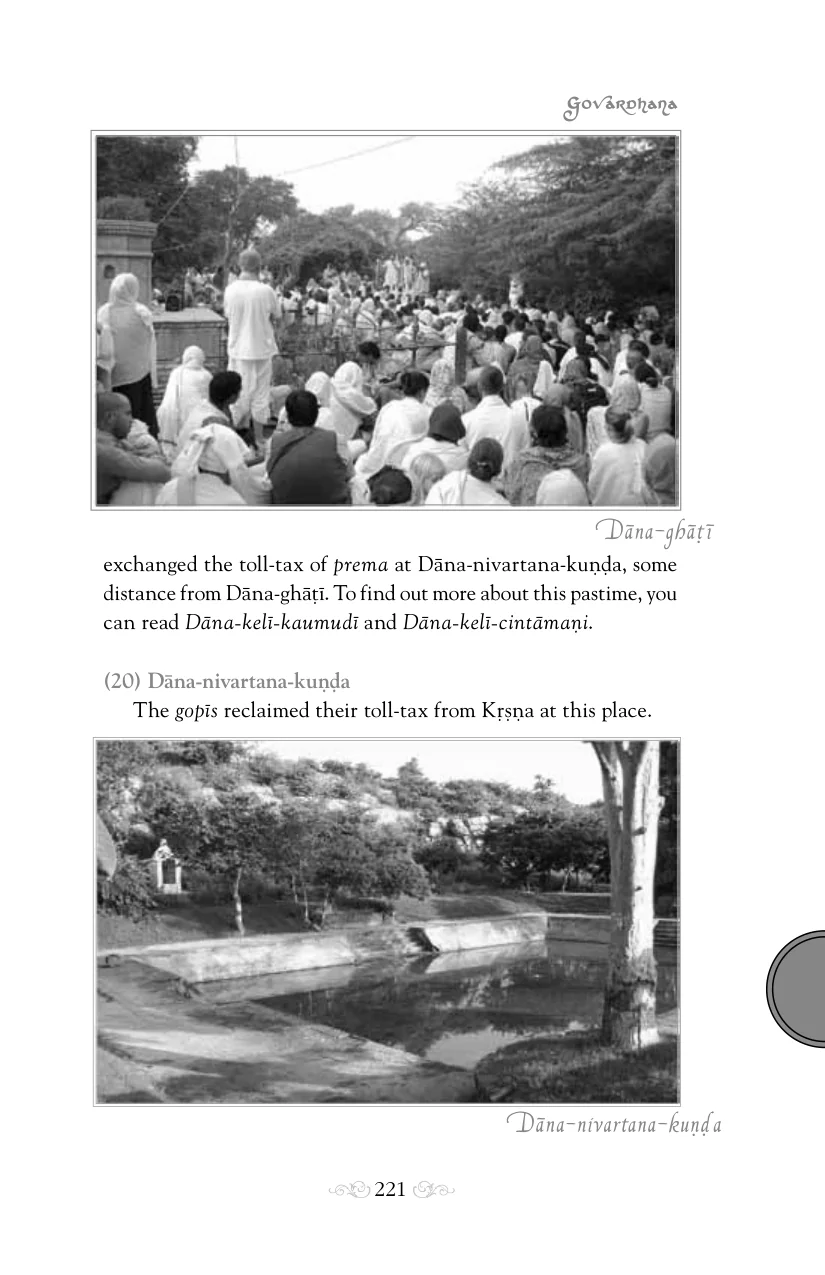 Govardhana
Dāna-ghāṭī
exchanged the toll-tax of prema at Dāna-nivartana-kuṇḍa, some
distance from Dāna-ghāṭī. To find out more about this pastime, you
can read Dāna-kelī-kaumudī and Dāna-kelī-cintāmaṇi.
(20) Dāna-nivartana-kuṇḍa
The gopīs reclaimed their toll-tax from Kṛṣṇa at this place.
Dāna-nivartana-kuṇḍa
221